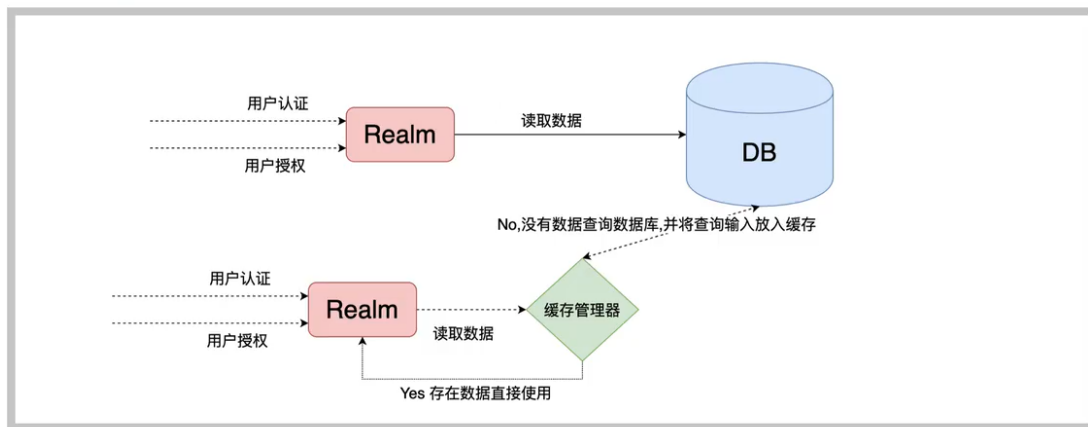 用户认证
Realm
读取数据
用户授权
DB
No,没有数据查询数据库,并将查询输入放入缓存
用户认证
Realm
缓存管理器
读取数据
用户授权
Yes 存在数据直接使用